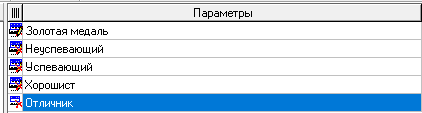 Параметры
Золотая медаль
Неуспевающий
Успевающий
Хорошист
Отличник